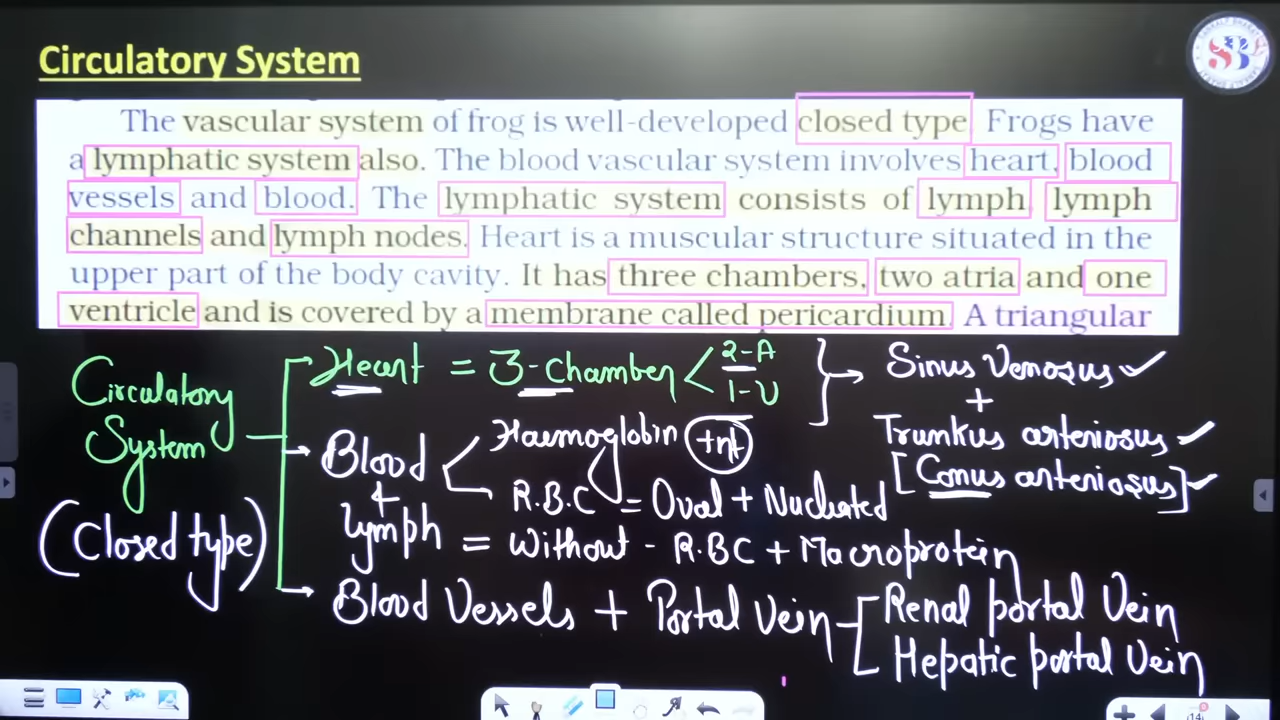 Circulatory System
The vascular system of frog is well-developed closed type. Frogs have
a lymphatic system also. The blood vascular system involves heart, blood
vessels and blood. The lymphatic system consists of lymph, lymph
channels and lymph nodes. Heart is a muscular structure situated in the
upper part of the body cavity. It has three chambers, two atria and one
ventricle and is covered by a membrane called pericardium. A triangular
Circulatory System (Closed type)
Heart = 3-Chamber < 2-A
1-V
Sinus Venosus ✓
+
Trunkus arteriosus ✓
[Conus arteriosus] ✓
Blood
Haemoglobin +nt
R.B.C = Oval + Nucleated
+
lymph = Without - R.BC + Macroprotein
Blood Vessels + Portal Vein
Renal portal Vein
Hepatic portal Vein
SB
14